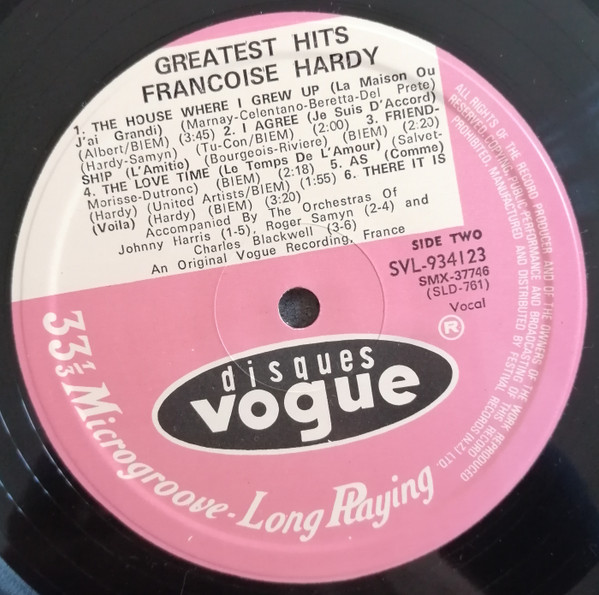 GREATEST HITS
FRANCOISE HARDY
1. THE HOUSE WHERE I GREW UP (La Maison Ou
J'ai Grandi) (Marnay-Celentano-Beretta-Del Prete)
(Albert/BIEM) (3:45) 2. I AGREE (Je Suis D'Accord)
(Hardy-Samyn) (Tu-Con/BIEM) (2:00) 3. FRIEND-
SHIP (L'Amitie) (Bourgeois-Riviere) (BIEM) (2:20)
4. THE LOVE TIME (Le Temps De L'Amour) (Salvet-
Morisse-Dutronc) (BIEM) (2:18) 5. AS (Comme)
(Hardy) (United Artists/BIEM) (1:55) 6. THERE IT IS
(Voila) (Hardy) (BIEM) (3:20)
Accompanied By The Orchestras Of
Johnny Harris (1-5), Roger Samyn (2-4) and
Charles Blackwell (3-6)
An Original Vogue Recording, France
SIDE TWO
SVL-934123
SMX-37746
(SLD-761)
Vocal
®
disques
vogue
33⅓ Microgroove-Long Playing
ALL RIGHTS OF THE RECORD PRODUCER AND OF THE OWNERS OF THE WORK REPRODUCED
RESERVED. COPYING, PUBLIC PERFORMANCE AND BROADCASTING OF THIS RECORD
PROHIBITED. MANUFACTURED AND DISTRIBUTED BY FESTIVAL RECORDS (N.Z.) LTD.